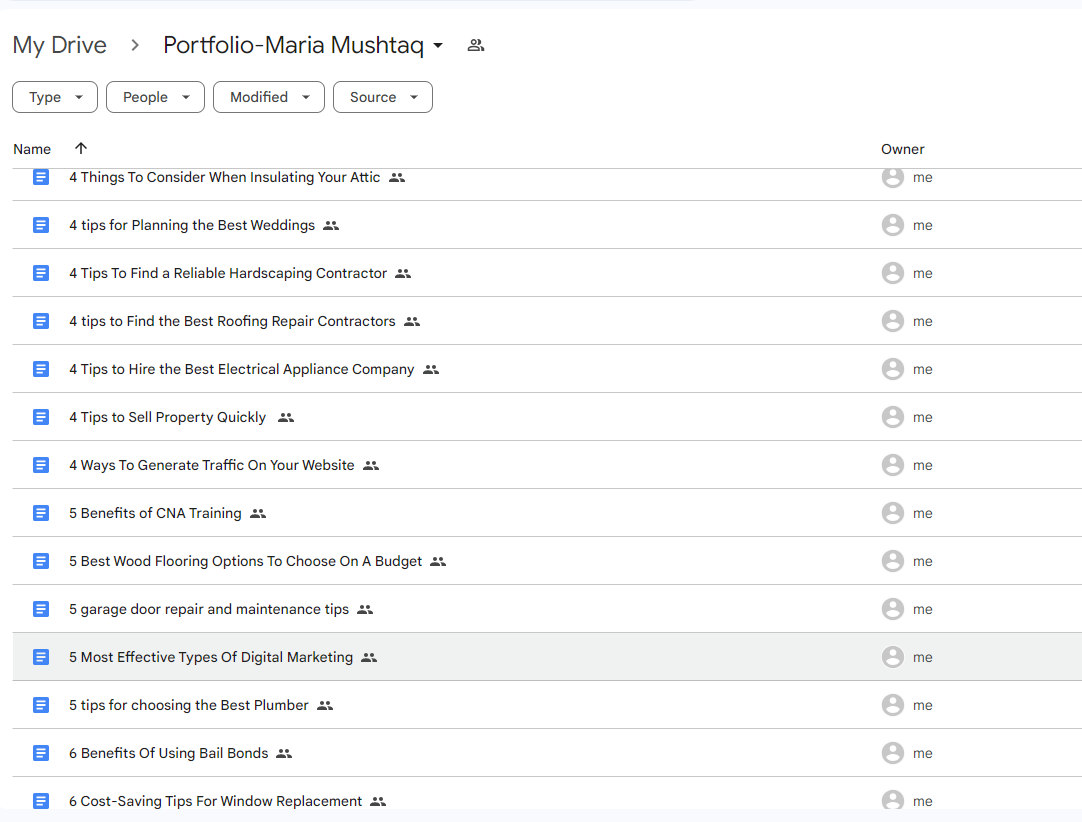 My Drive > Portfolio-Maria Mushtaq
Type People Modified Source
Name Owner
4 Things To Consider When Insulating Your Attic me
4 tips for Planning the Best Weddings me
4 Tips To Find a Reliable Hardscaping Contractor me
4 tips to Find the Best Roofing Repair Contractors me
4 Tips to Hire the Best Electrical Appliance Company me
4 Tips to Sell Property Quickly me
4 Ways To Generate Traffic On Your Website me
5 Benefits of CNA Training me
5 Best Wood Flooring Options To Choose On A Budget me
5 garage door repair and maintenance tips me
5 Most Effective Types Of Digital Marketing me
5 tips for choosing the Best Plumber me
6 Benefits Of Using Bail Bonds me
6 Cost-Saving Tips For Window Replacement me